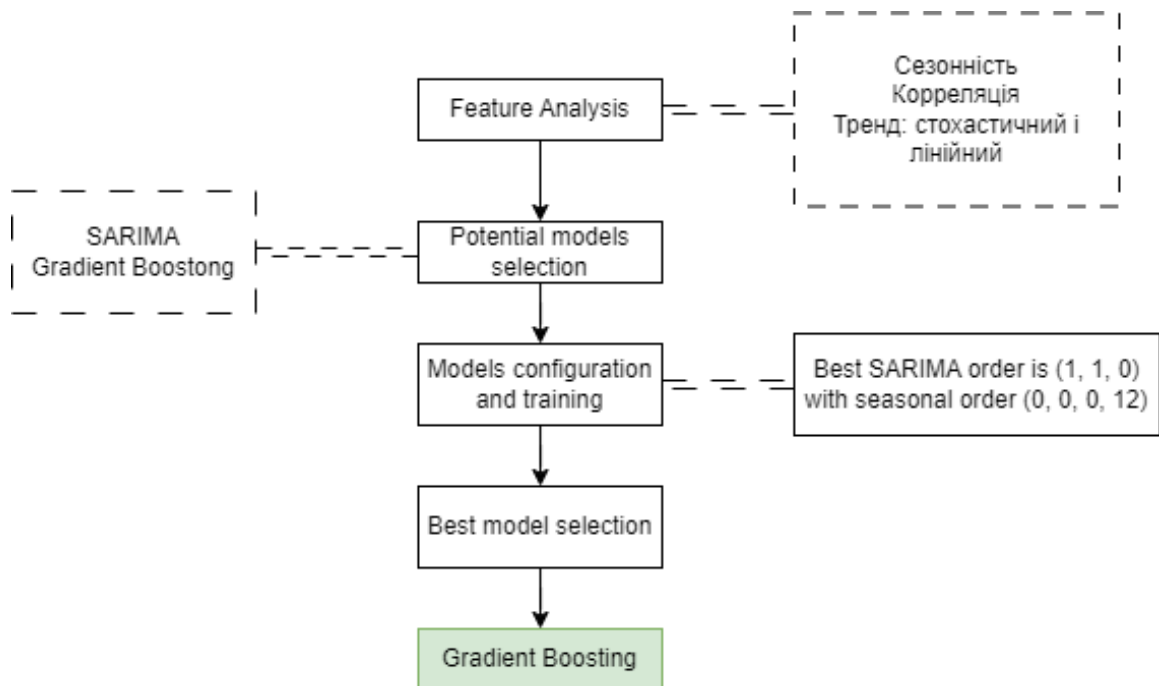 Feature Analysis
Сезонність
Корреляція
Тренд: стохастичний і
лінійний
SARIMA
Gradient Boostong
Potential models
selection
Models configuration
and training
Best SARIMA order is (1, 1, 0)
with seasonal order (0, 0, 0, 12)
Best model selection
Gradient Boosting